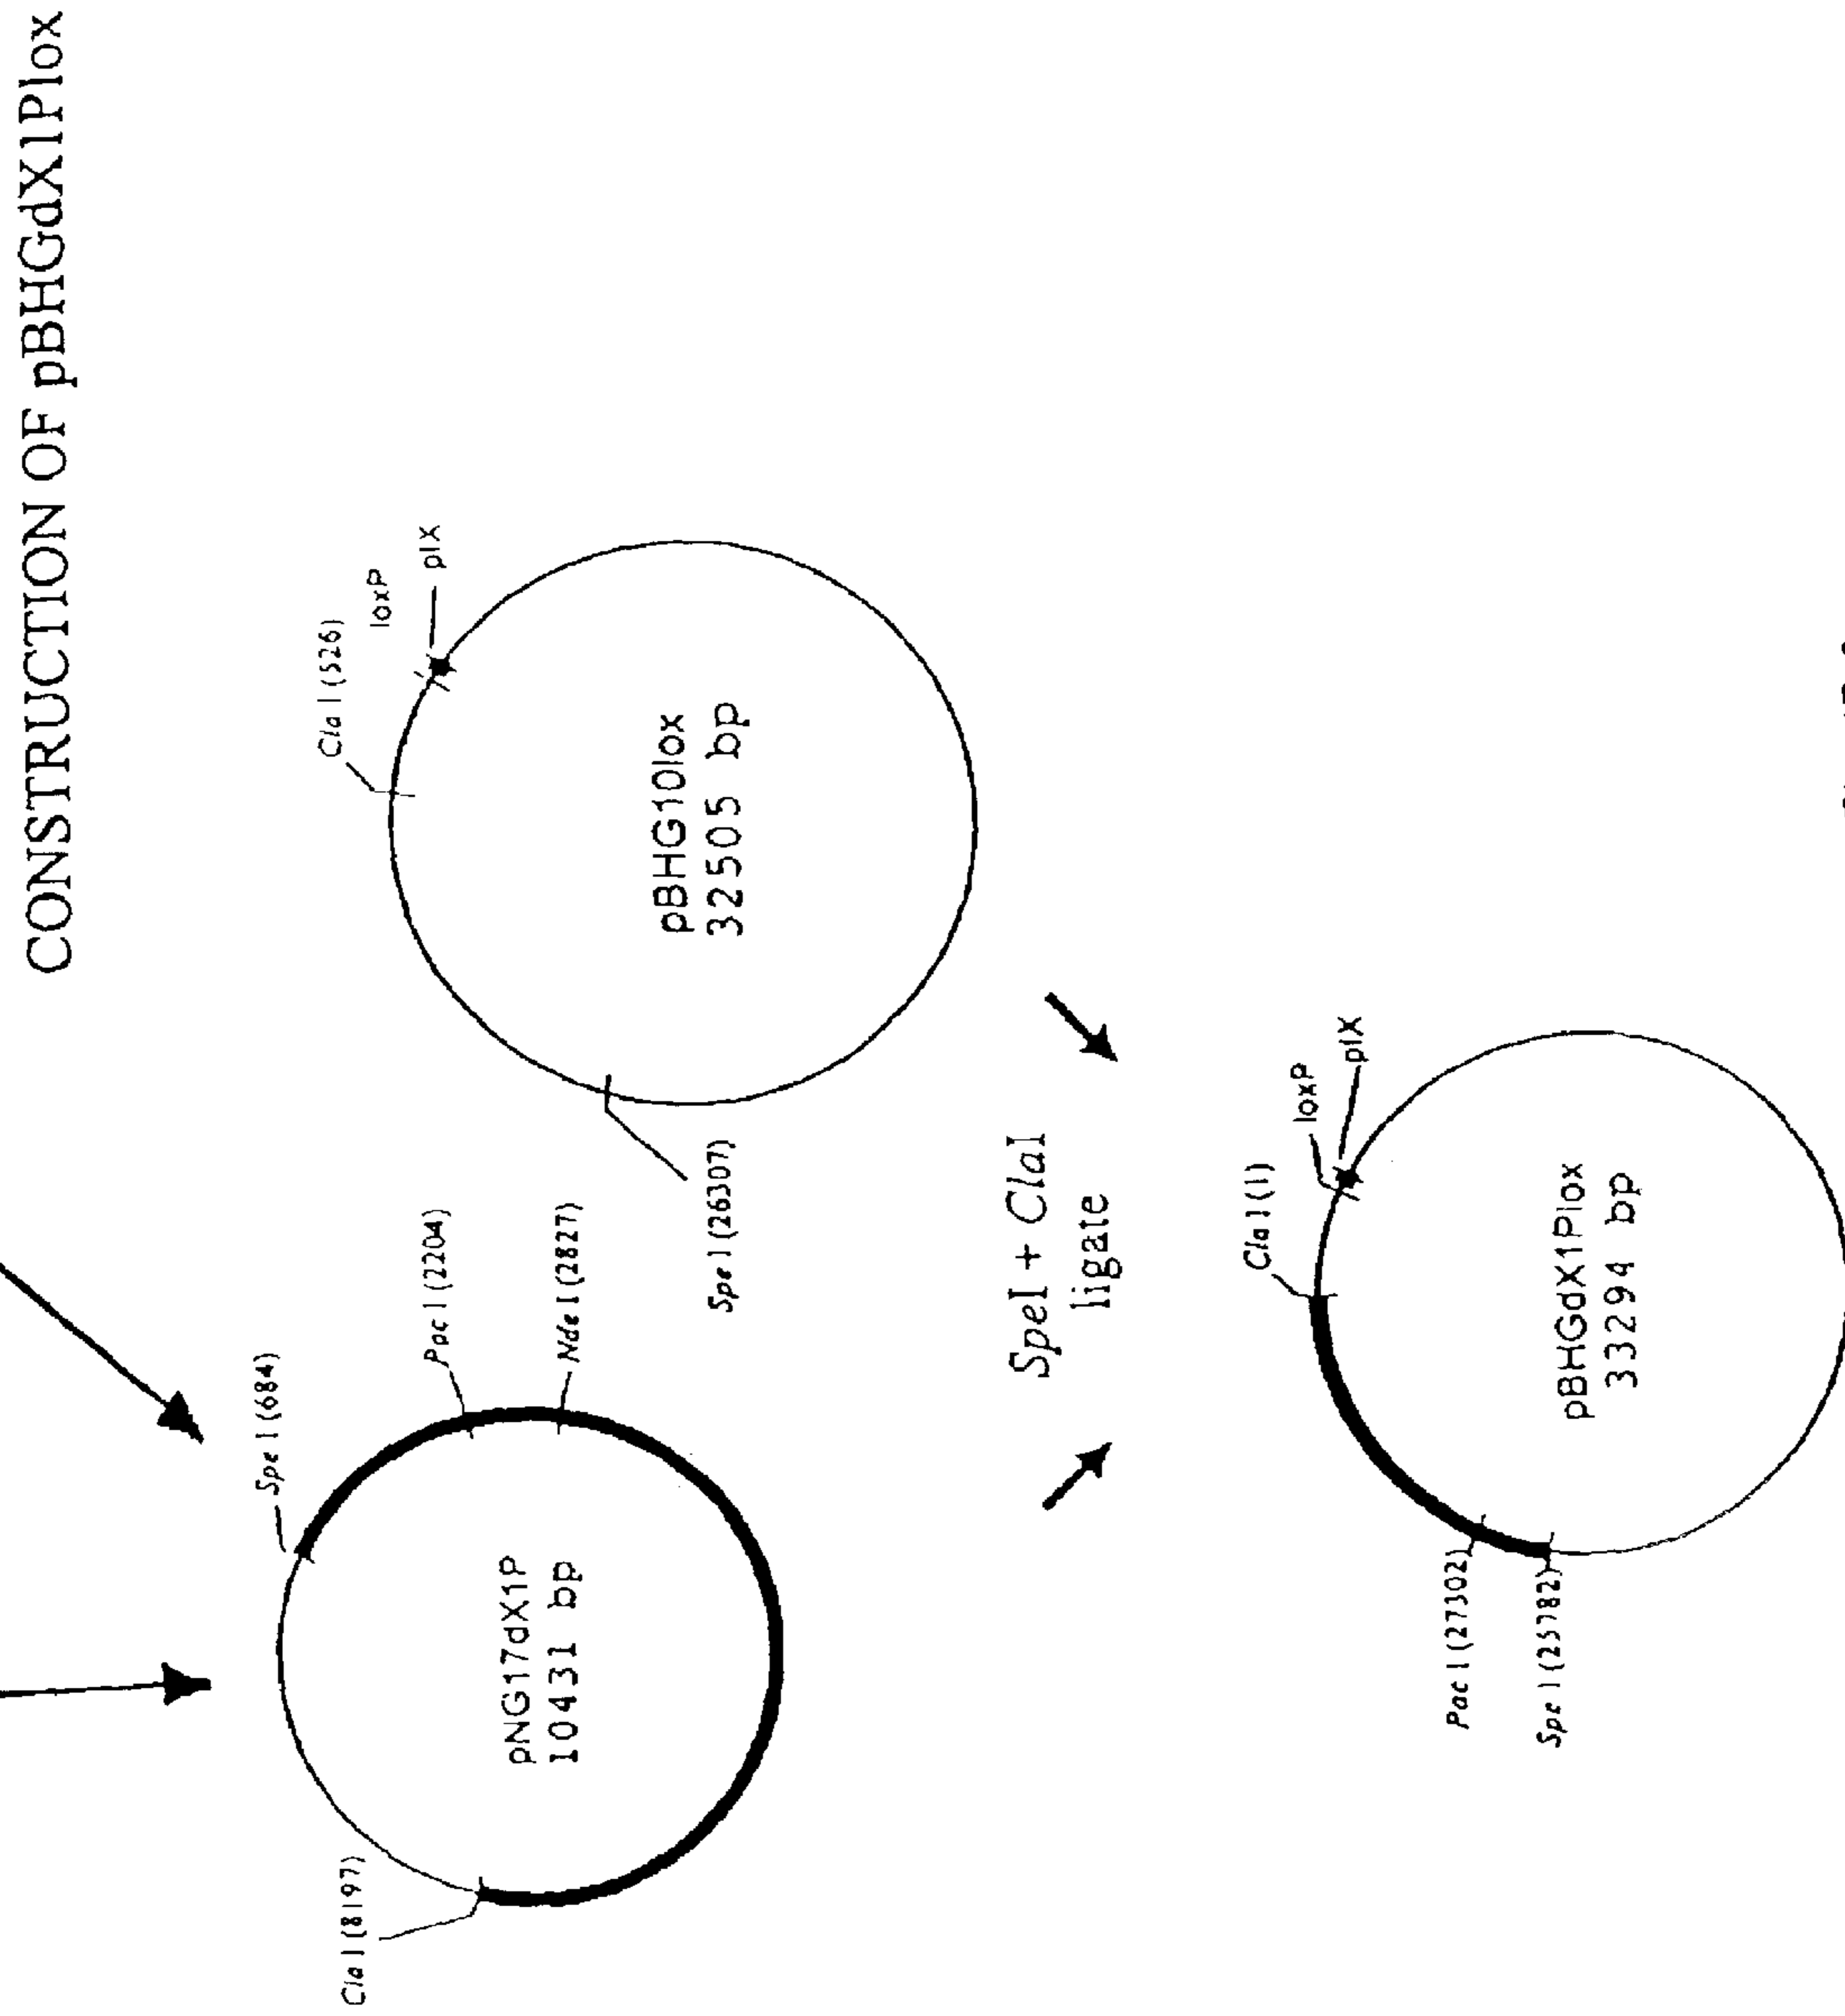 CONSTRUCTION OF pBHGdX1Plox
Cla I (8197)
Spe I (684)
Pac I (2204)
Nde I (2827)
pNG17dX1P
10431 bp
Cla I (526)
loxP
pIX
Spe I (26307)
pBHG10lox
32505 bp
SpeI + ClaI
ligate
Cla I (1)
loxP
pIX
Pac I (27302)
Spe I (25782)
pBHGdX1Plox
33294 bp